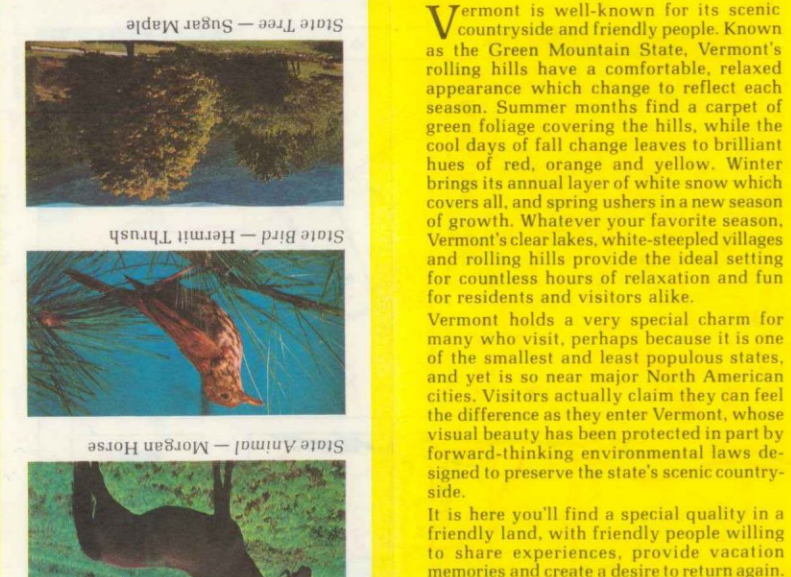 State Tree — Sugar Maple
State Bird — Hermit Thrush
State Animal — Morgan Horse
Vermont is well-known for its scenic
countryside and friendly people. Known
as the Green Mountain State, Vermont's
rolling hills have a comfortable, relaxed
appearance which change to reflect each
season. Summer months find a carpet of
green foliage covering the hills, while the
cool days of fall change leaves to brilliant
hues of red, orange and yellow. Winter
brings its annual layer of white snow which
covers all, and spring ushers in a new season
of growth. Whatever your favorite season,
Vermont's clear lakes, white-steepled villages
and rolling hills provide the ideal setting
for countless hours of relaxation and fun
for residents and visitors alike.
Vermont holds a very special charm for
many who visit, perhaps because it is one
of the smallest and least populous states,
and yet is so near major North American
cities. Visitors actually claim they can feel
the difference as they enter Vermont, whose
visual beauty has been protected in part by
forward-thinking environmental laws de-
signed to preserve the state's scenic country-
side.
It is here you'll find a special quality in a
friendly land, with friendly people willing
to share experiences, provide vacation
memories and create a desire to return again.